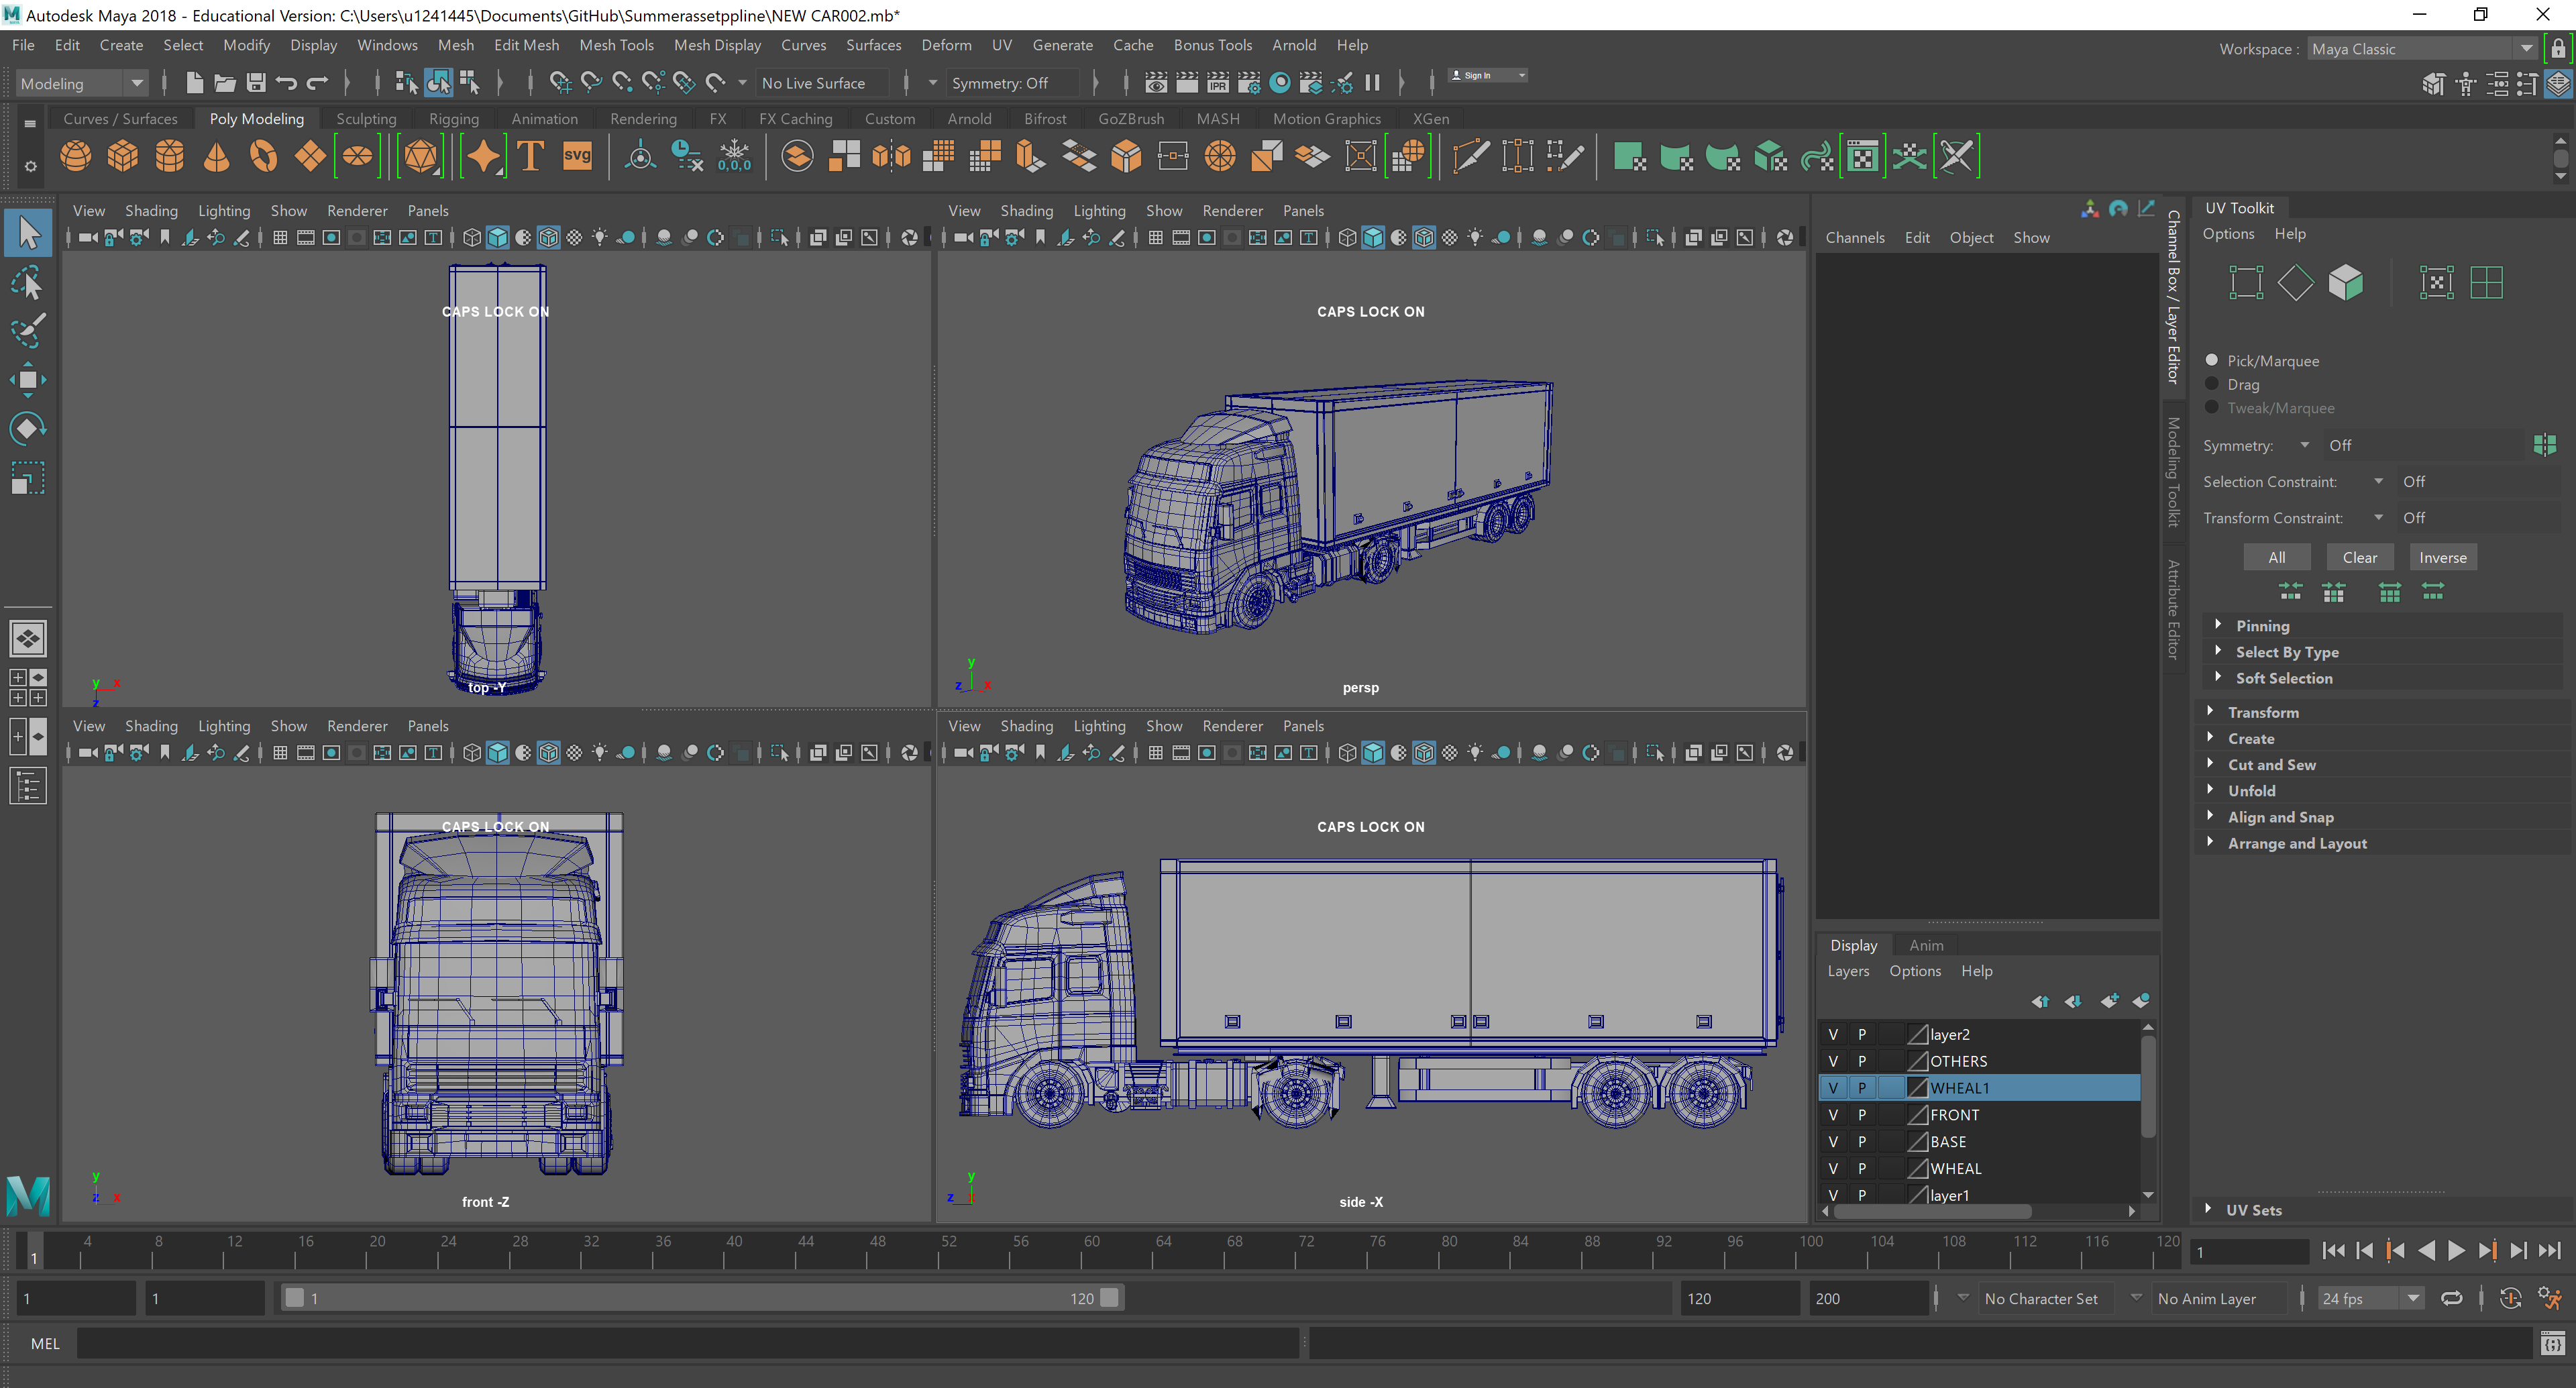 Autodesk Maya 2018 - Educational Version: C:\Users\u1241445\Documents\GitHub\Summerassetppline\NEW CAR002.mb*
File Edit Create Select Modify Display Windows Mesh Edit Mesh Mesh Tools Mesh Display Curves Surfaces Deform UV Generate Cache Bonus Tools Arnold Help
Workspace : Maya Classic
Modeling No Live Surface Symmetry: Off IPR Sign In
Curves / Surfaces Poly Modeling Sculpting Rigging Animation Rendering FX FX Caching Custom Arnold Bifrost GoZBrush MASH Motion Graphics XGen
T svg 0,0,0
View Shading Lighting Show Renderer Panels
CAPS LOCK ON
top -Y
y x
z
View Shading Lighting Show Renderer Panels
CAPS LOCK ON
persp
y
z x
View Shading Lighting Show Renderer Panels
CAPS LOCK ON
front -Z
y
z x
View Shading Lighting Show Renderer Panels
CAPS LOCK ON
side -X
y
z x
Channels Edit Object Show
Channel Box / Layer Editor
Modeling Toolkit
Attribute Editor
Display Anim
Layers Options Help
V P layer2
V P OTHERS
V P WHEAL1
V P FRONT
V P BASE
V P WHEAL
V P layer1
UV Toolkit
Options Help
Pick/Marquee
Drag
Tweak/Marquee
Symmetry: Off
Selection Constraint: Off
Transform Constraint: Off
All Clear Inverse
Pinning
Select By Type
Soft Selection
Transform
Create
Cut and Sew
Unfold
Align and Snap
Arrange and Layout
UV Sets
1 4 8 12 16 20 24 28 32 36 40 44 48 52 56 60 64 68 72 76 80 84 88 92 96 100 104 108 112 116 120 1
1 1 1 120 120 200 No Character Set No Anim Layer 24 fps
MEL